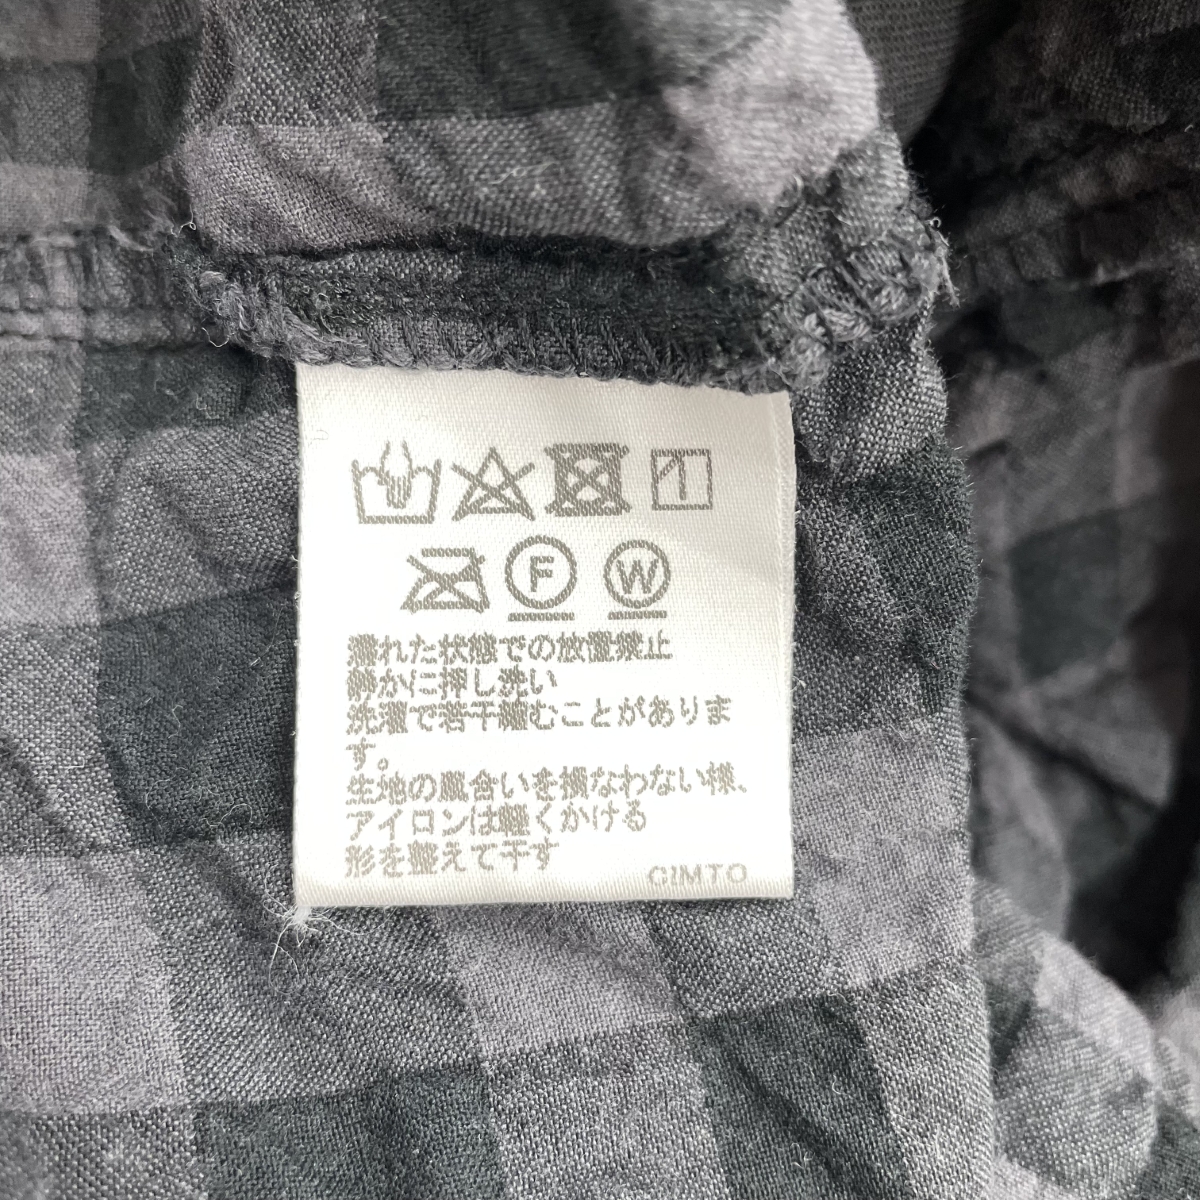 F W
濡れた状態での放置禁止
静かに押し洗い
洗濯で若干縮むことがありま
す。
生地の風合いを損なわない様、
アイロンは軽くかける
形を整えて干す
CIMTO